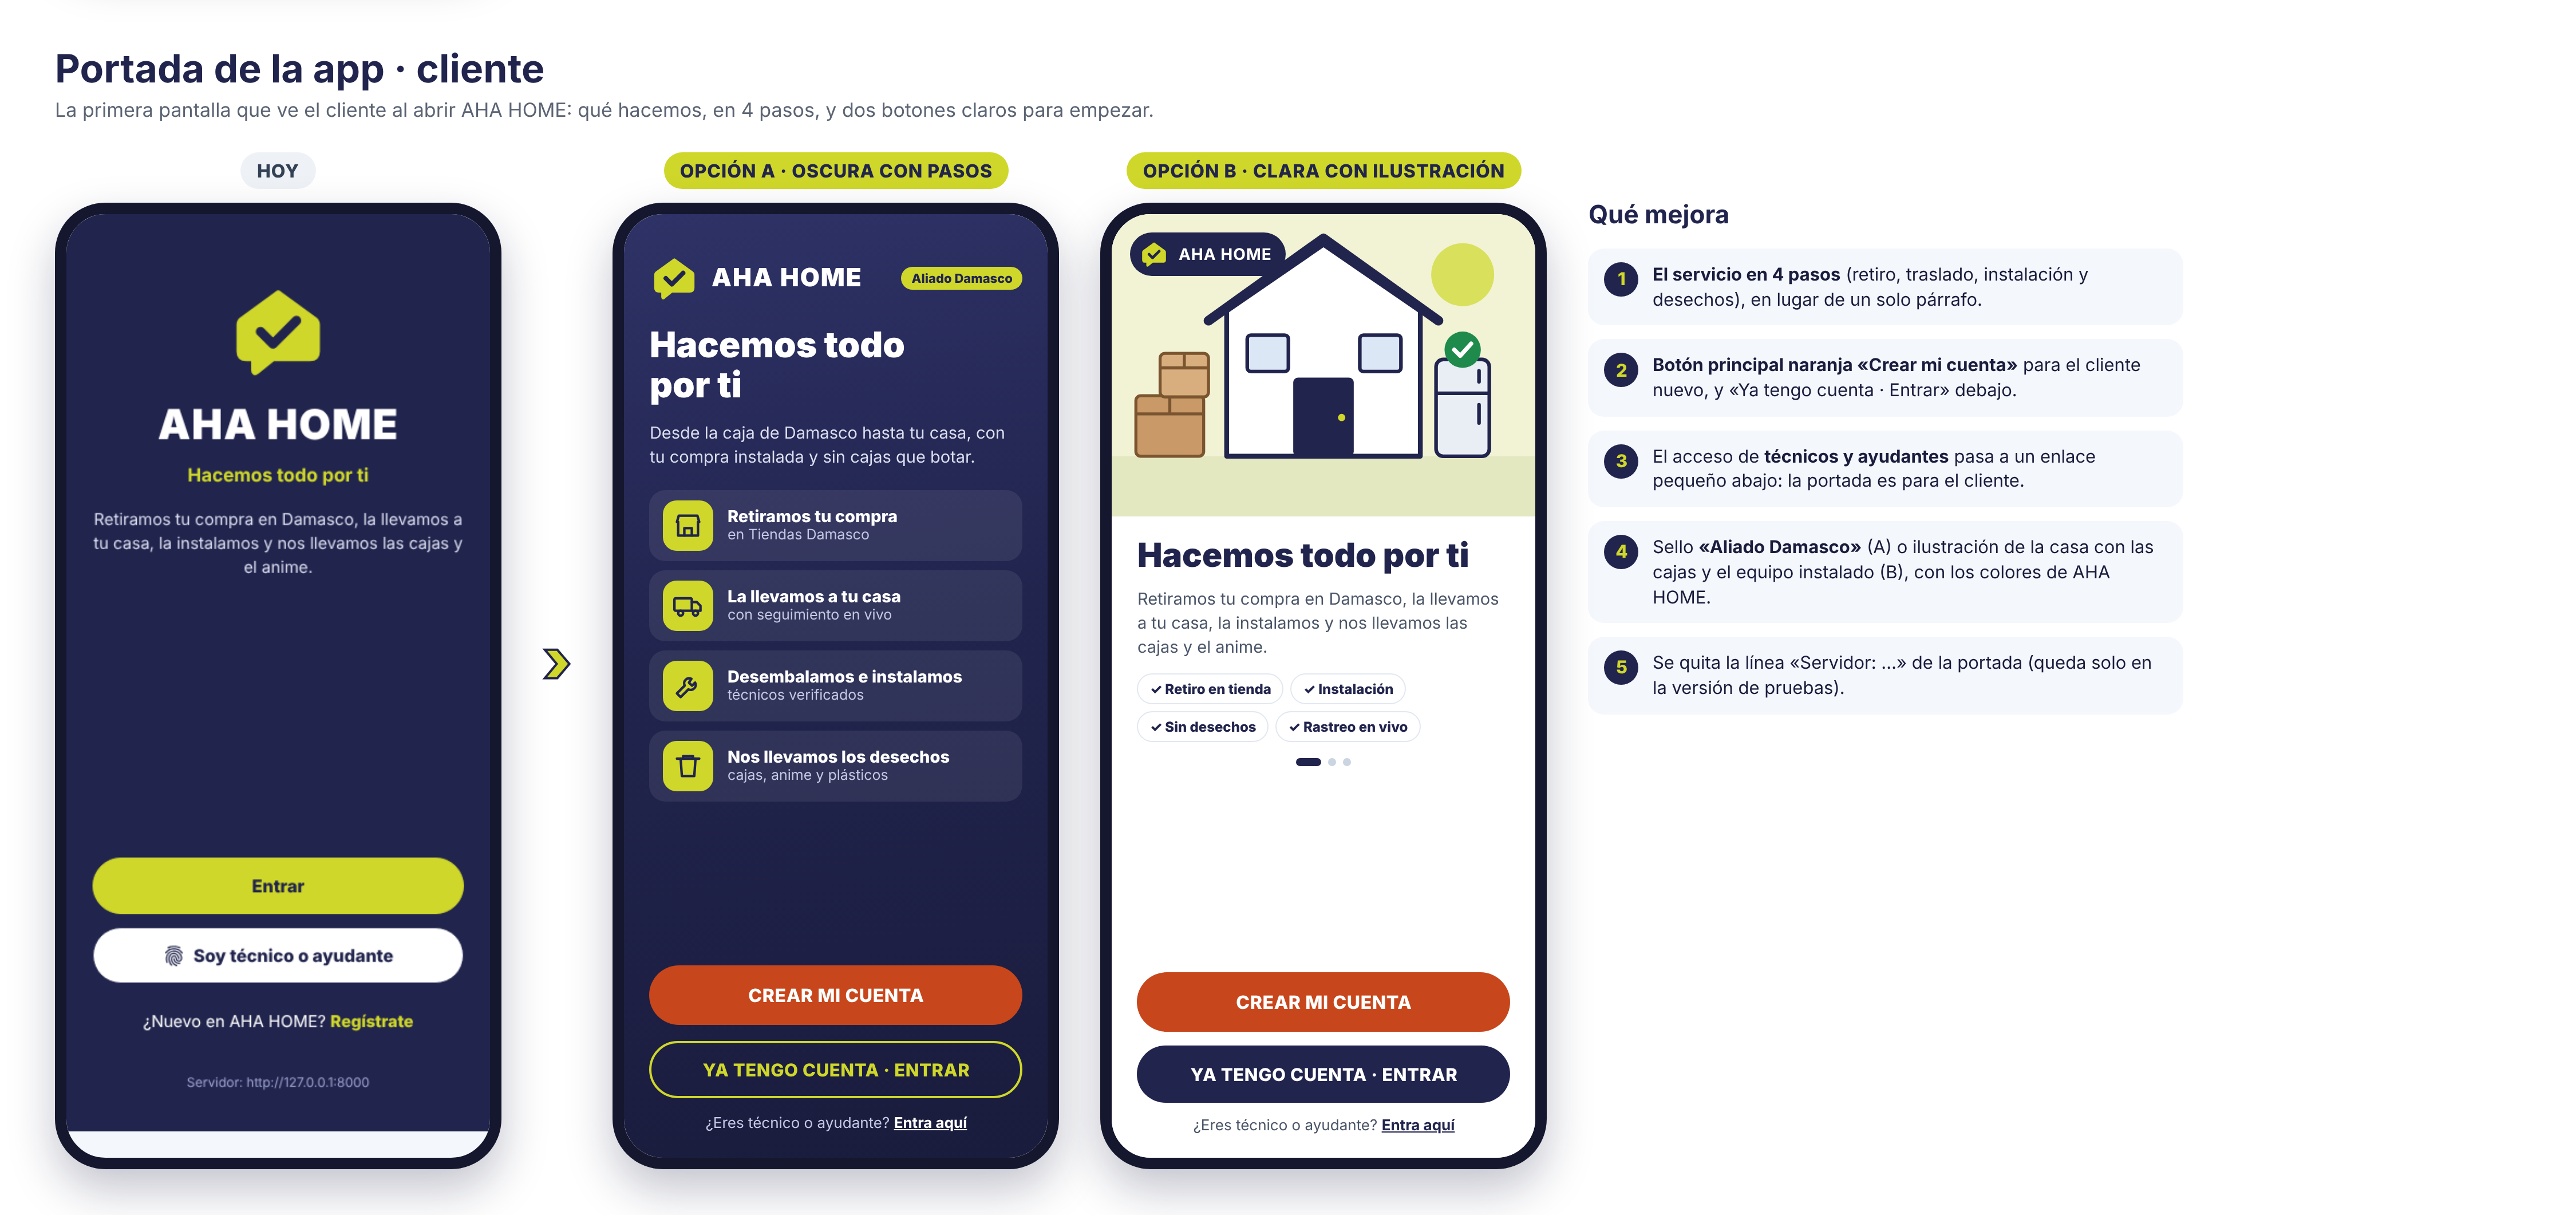 Portada de la app · cliente
La primera pantalla que ve el cliente al abrir AHA HOME: qué hacemos, en 4 pasos, y dos botones claros para empezar.
HOY
AHA HOME
Hacemos todo por ti
Retiramos tu compra en Damasco, la llevamos a
tu casa, la instalamos y nos llevamos las cajas y
el anime.
Entrar
Soy técnico o ayudante
¿Nuevo en AHA HOME? Regístrate
Servidor: http://127.0.0.1:8000
OPCIÓN A · OSCURA CON PASOS
AHA HOME
Aliado Damasco
Hacemos todo
por ti
Desde la caja de Damasco hasta tu casa, con
tu compra instalada y sin cajas que botar.
Retiramos tu compra
en Tiendas Damasco
La llevamos a tu casa
con seguimiento en vivo
Desembalamos e instalamos
técnicos verificados
Nos llevamos los desechos
cajas, anime y plásticos
CREAR MI CUENTA
YA TENGO CUENTA · ENTRAR
¿Eres técnico o ayudante? Entra aquí
OPCIÓN B · CLARA CON ILUSTRACIÓN
AHA HOME
Hacemos todo por ti
Retiramos tu compra en Damasco, la llevamos
a tu casa, la instalamos y nos llevamos las
cajas y el anime.
✓ Retiro en tienda
✓ Instalación
✓ Sin desechos
✓ Rastreo en vivo
CREAR MI CUENTA
YA TENGO CUENTA · ENTRAR
¿Eres técnico o ayudante? Entra aquí
Qué mejora
1
El servicio en 4 pasos (retiro, traslado, instalación y
desechos), en lugar de un solo párrafo.
2
Botón principal naranja «Crear mi cuenta» para el cliente
nuevo, y «Ya tengo cuenta · Entrar» debajo.
3
El acceso de técnicos y ayudantes pasa a un enlace
pequeño abajo: la portada es para el cliente.
4
Sello «Aliado Damasco» (A) o ilustración de la casa con las
cajas y el equipo instalado (B), con los colores de AHA
HOME.
5
Se quita la línea «Servidor: ...» de la portada (queda solo en
la versión de pruebas).